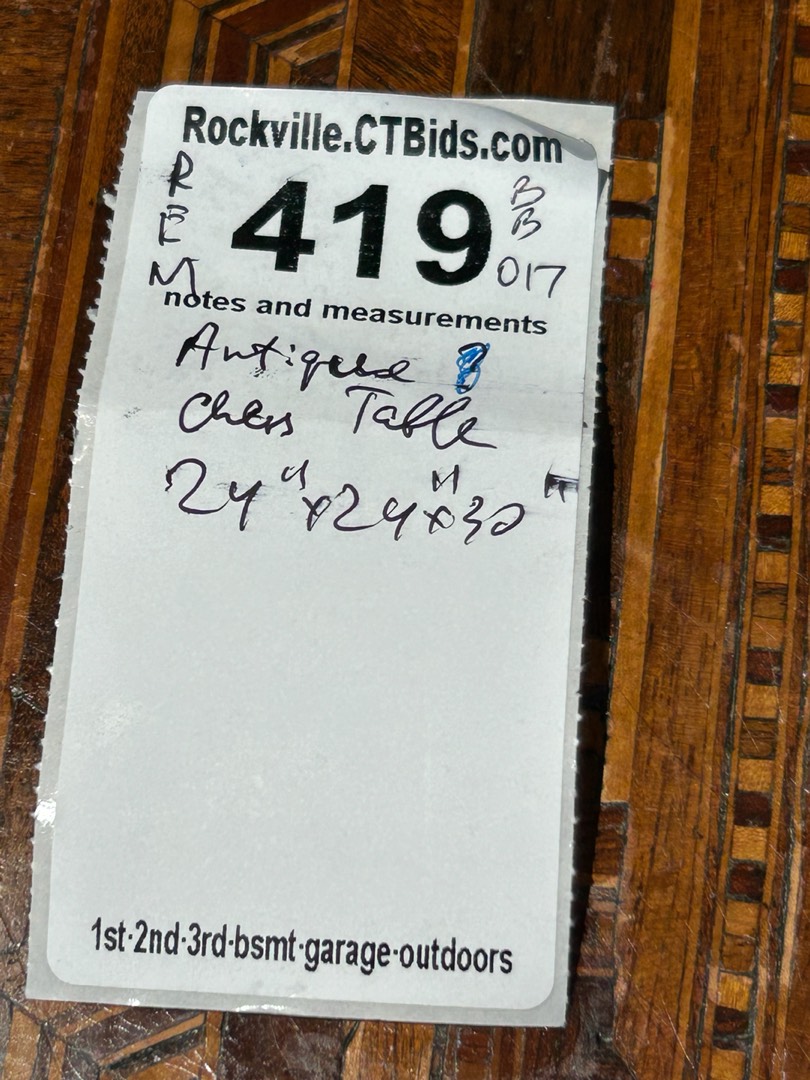 Rockville.CTBids.com
REM
419
BB
017
notes and measurements
Antique
Chess Table
24"x24"x30"
1st·2nd·3rd·bsmt·garage·outdoors